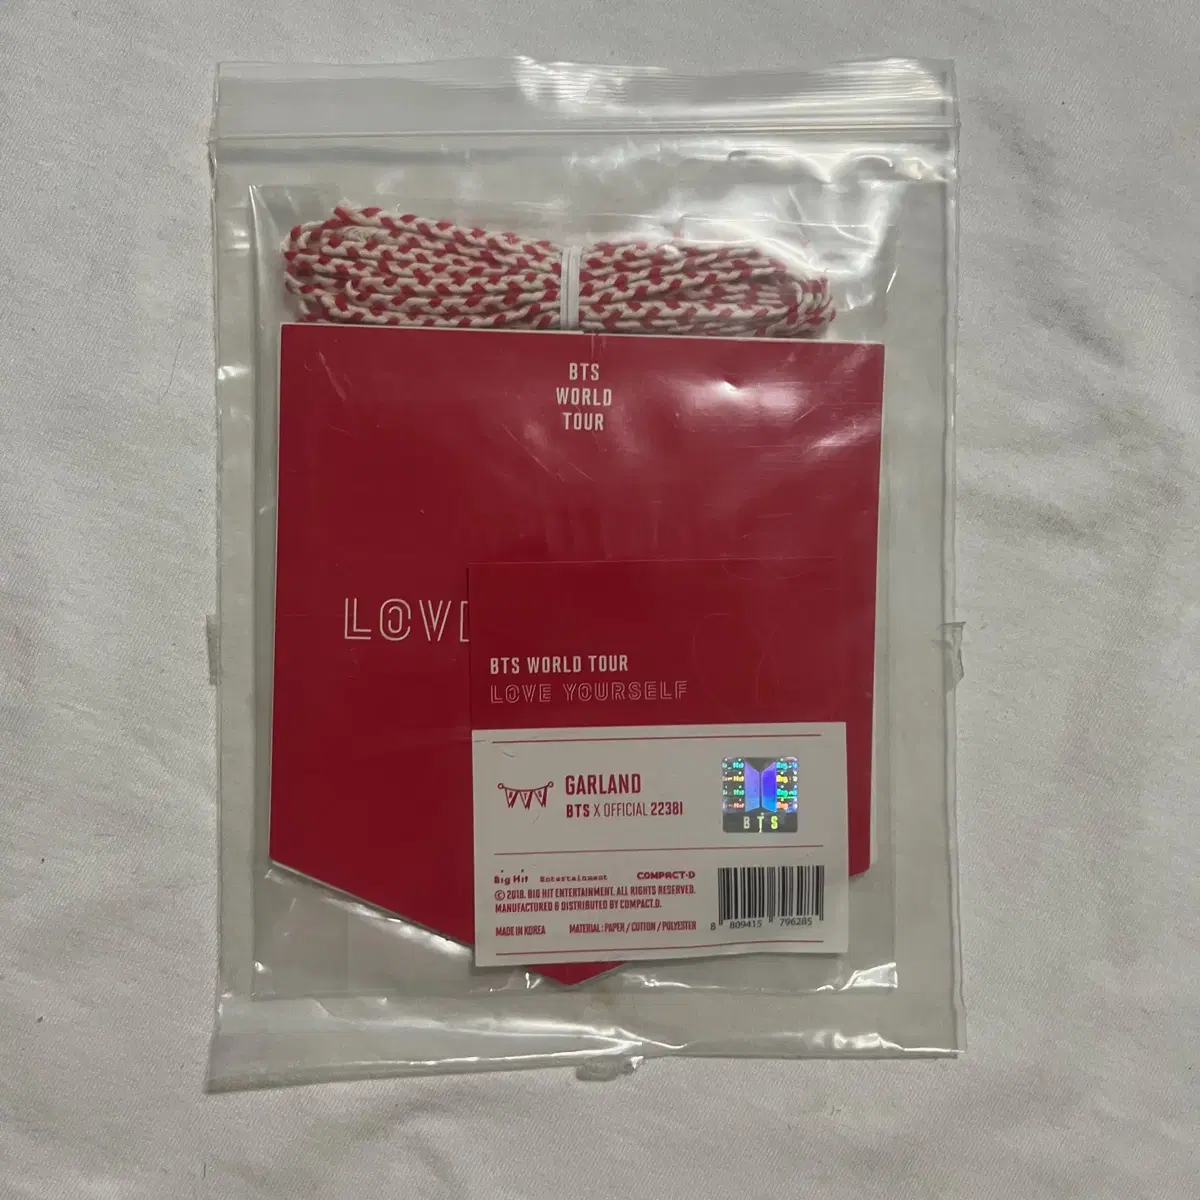 BTS
WORLD
TOUR
LOVE
BTS WORLD TOUR
LOVE YOURSELF
GARLAND
BTS X OFFICIAL 22381
BTS
Big Hit Entertainment COMPACT·D
© 2018. BIG HIT ENTERTAINMENT. ALL RIGHTS RESERVED.
MANUFACTURED & DISTRIBUTED BY COMPACT.D.
MADE IN KOREA MATERIAL: PAPER / COTTON / POLYESTER
8 809415 796285